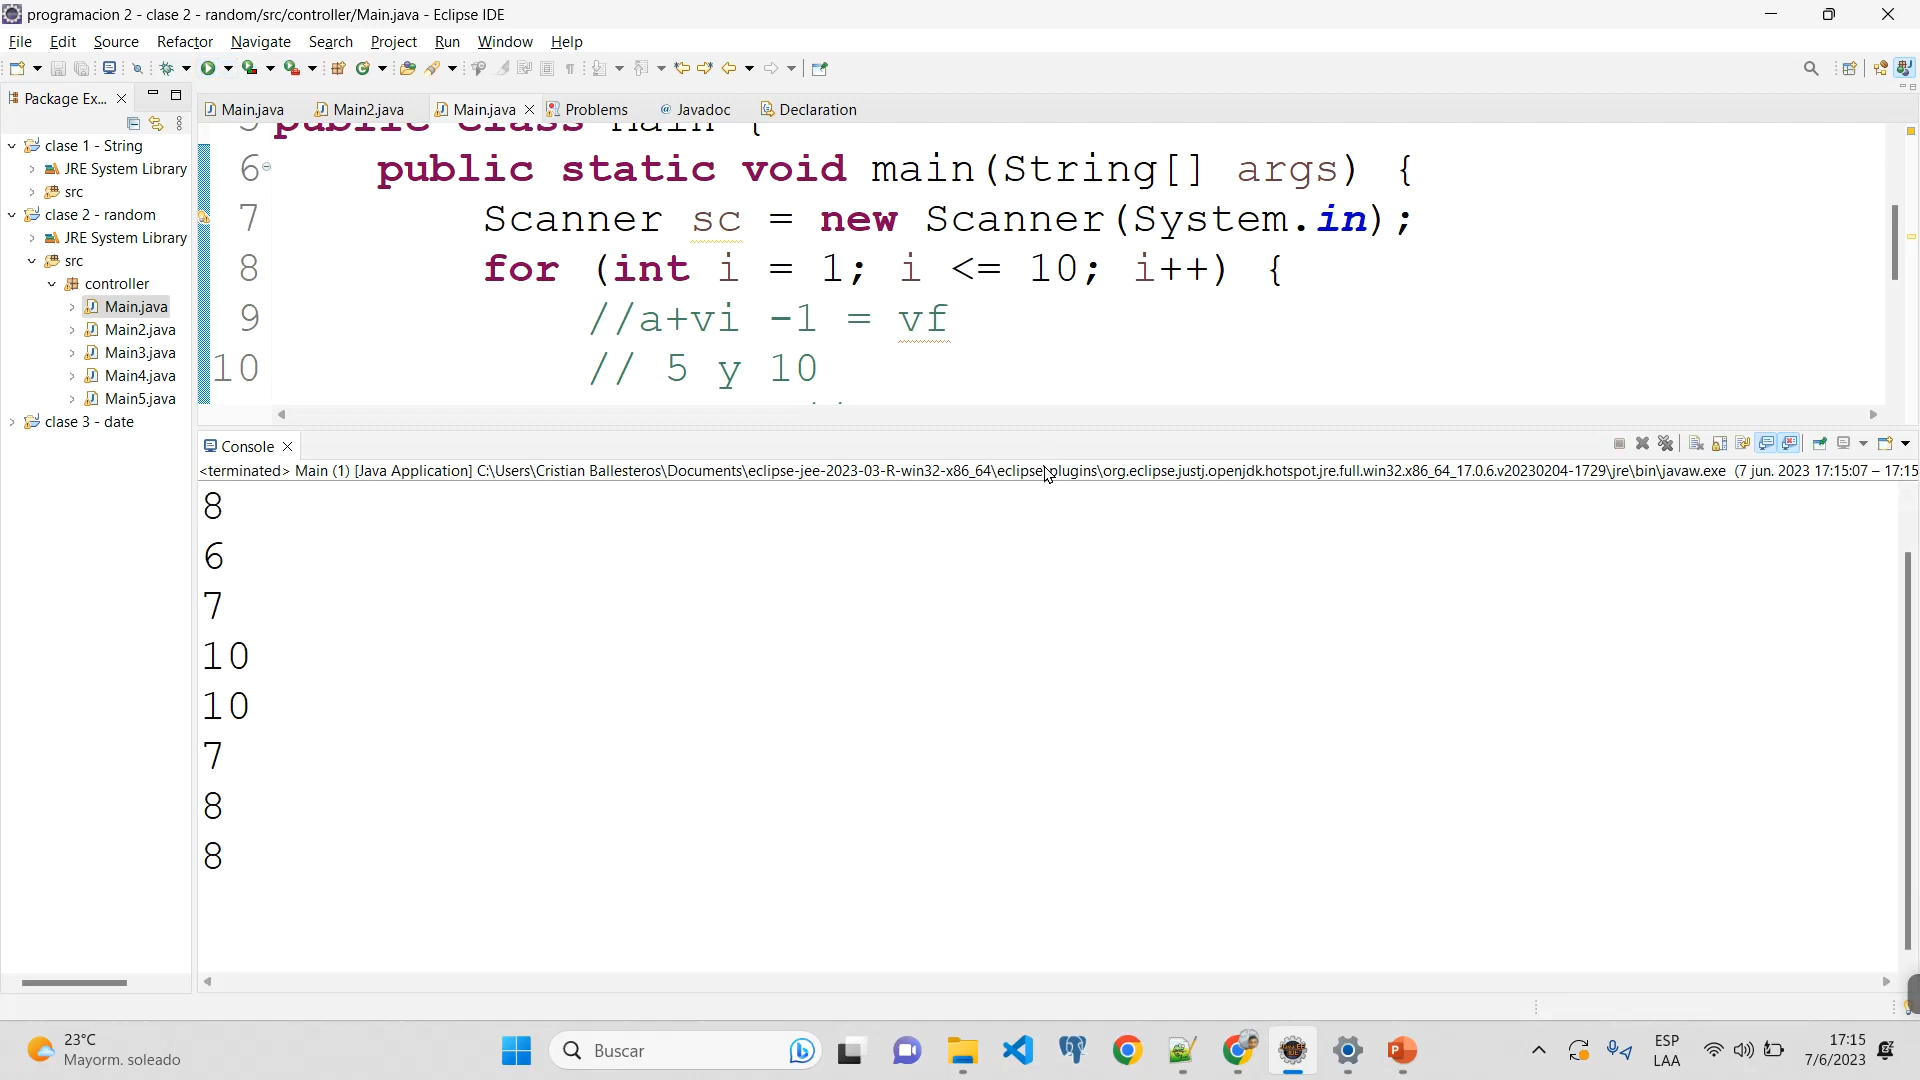 programacion 2 - clase 2 - random/src/controller/Main.java - Eclipse IDE
File Edit Source Refactor Navigate Search Project Run Window Help
Package Ex...
Main.java Main2.java Main.java Problems @ Javadoc Declaration
clase 1 - String
JRE System Library
src
clase 2 - random
JRE System Library
src
controller
Main.java
Main2.java
Main3.java
Main4.java
Main5.java
clase 3 - date
5 public class Main {
6 public static void main(String[] args) {
7 Scanner sc = new Scanner(System.in);
8 for (int i = 1; i <= 10; i++) {
9 //a+vi -1 = vf
10 // 5 y 10
Console
<terminated> Main (1) [Java Application] C:\Users\Cristian Ballesteros\Documents\eclipse-jee-2023-03-R-win32-x86_64\eclipse\plugins\org.eclipse.justj.openjdk.hotspot.jre.full.win32.x86_64_17.0.6.v20230204-1729\jre\bin\javaw.exe (7 jun. 2023 17:15:07 – 17:15
8
6
7
10
10
7
8
8
23°C
Mayorm. soleado
Buscar
ESP
LAA
17:15
7/6/2023